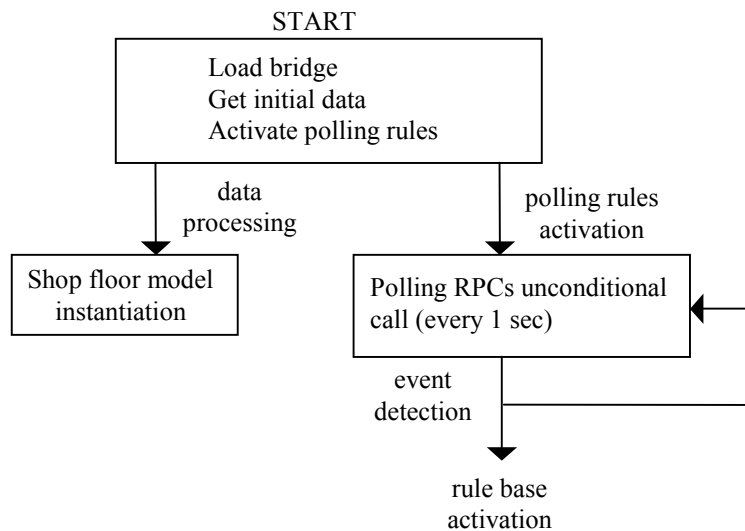 START
Load bridge
Get initial data
Activate polling rules
data
processing
polling rules
activation
Shop floor model
instantiation
Polling RPCs unconditional
call (every 1 sec)
event
detection
rule base
activation